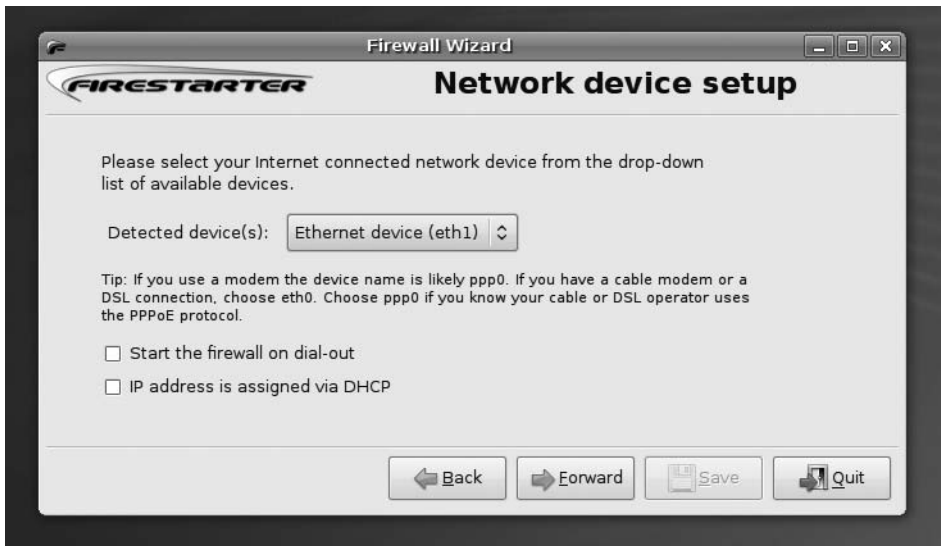 Firewall Wizard
FIRESTARTER
Network device setup
Please select your Internet connected network device from the drop-down
list of available devices.
Detected device(s): Ethernet device (eth1)
Tip: If you use a modem the device name is likely ppp0. If you have a cable modem or a
DSL connection, choose eth0. Choose ppp0 if you know your cable or DSL operator uses
the PPPoE protocol.
Start the firewall on dial-out
IP address is assigned via DHCP
Back Forward Save Quit